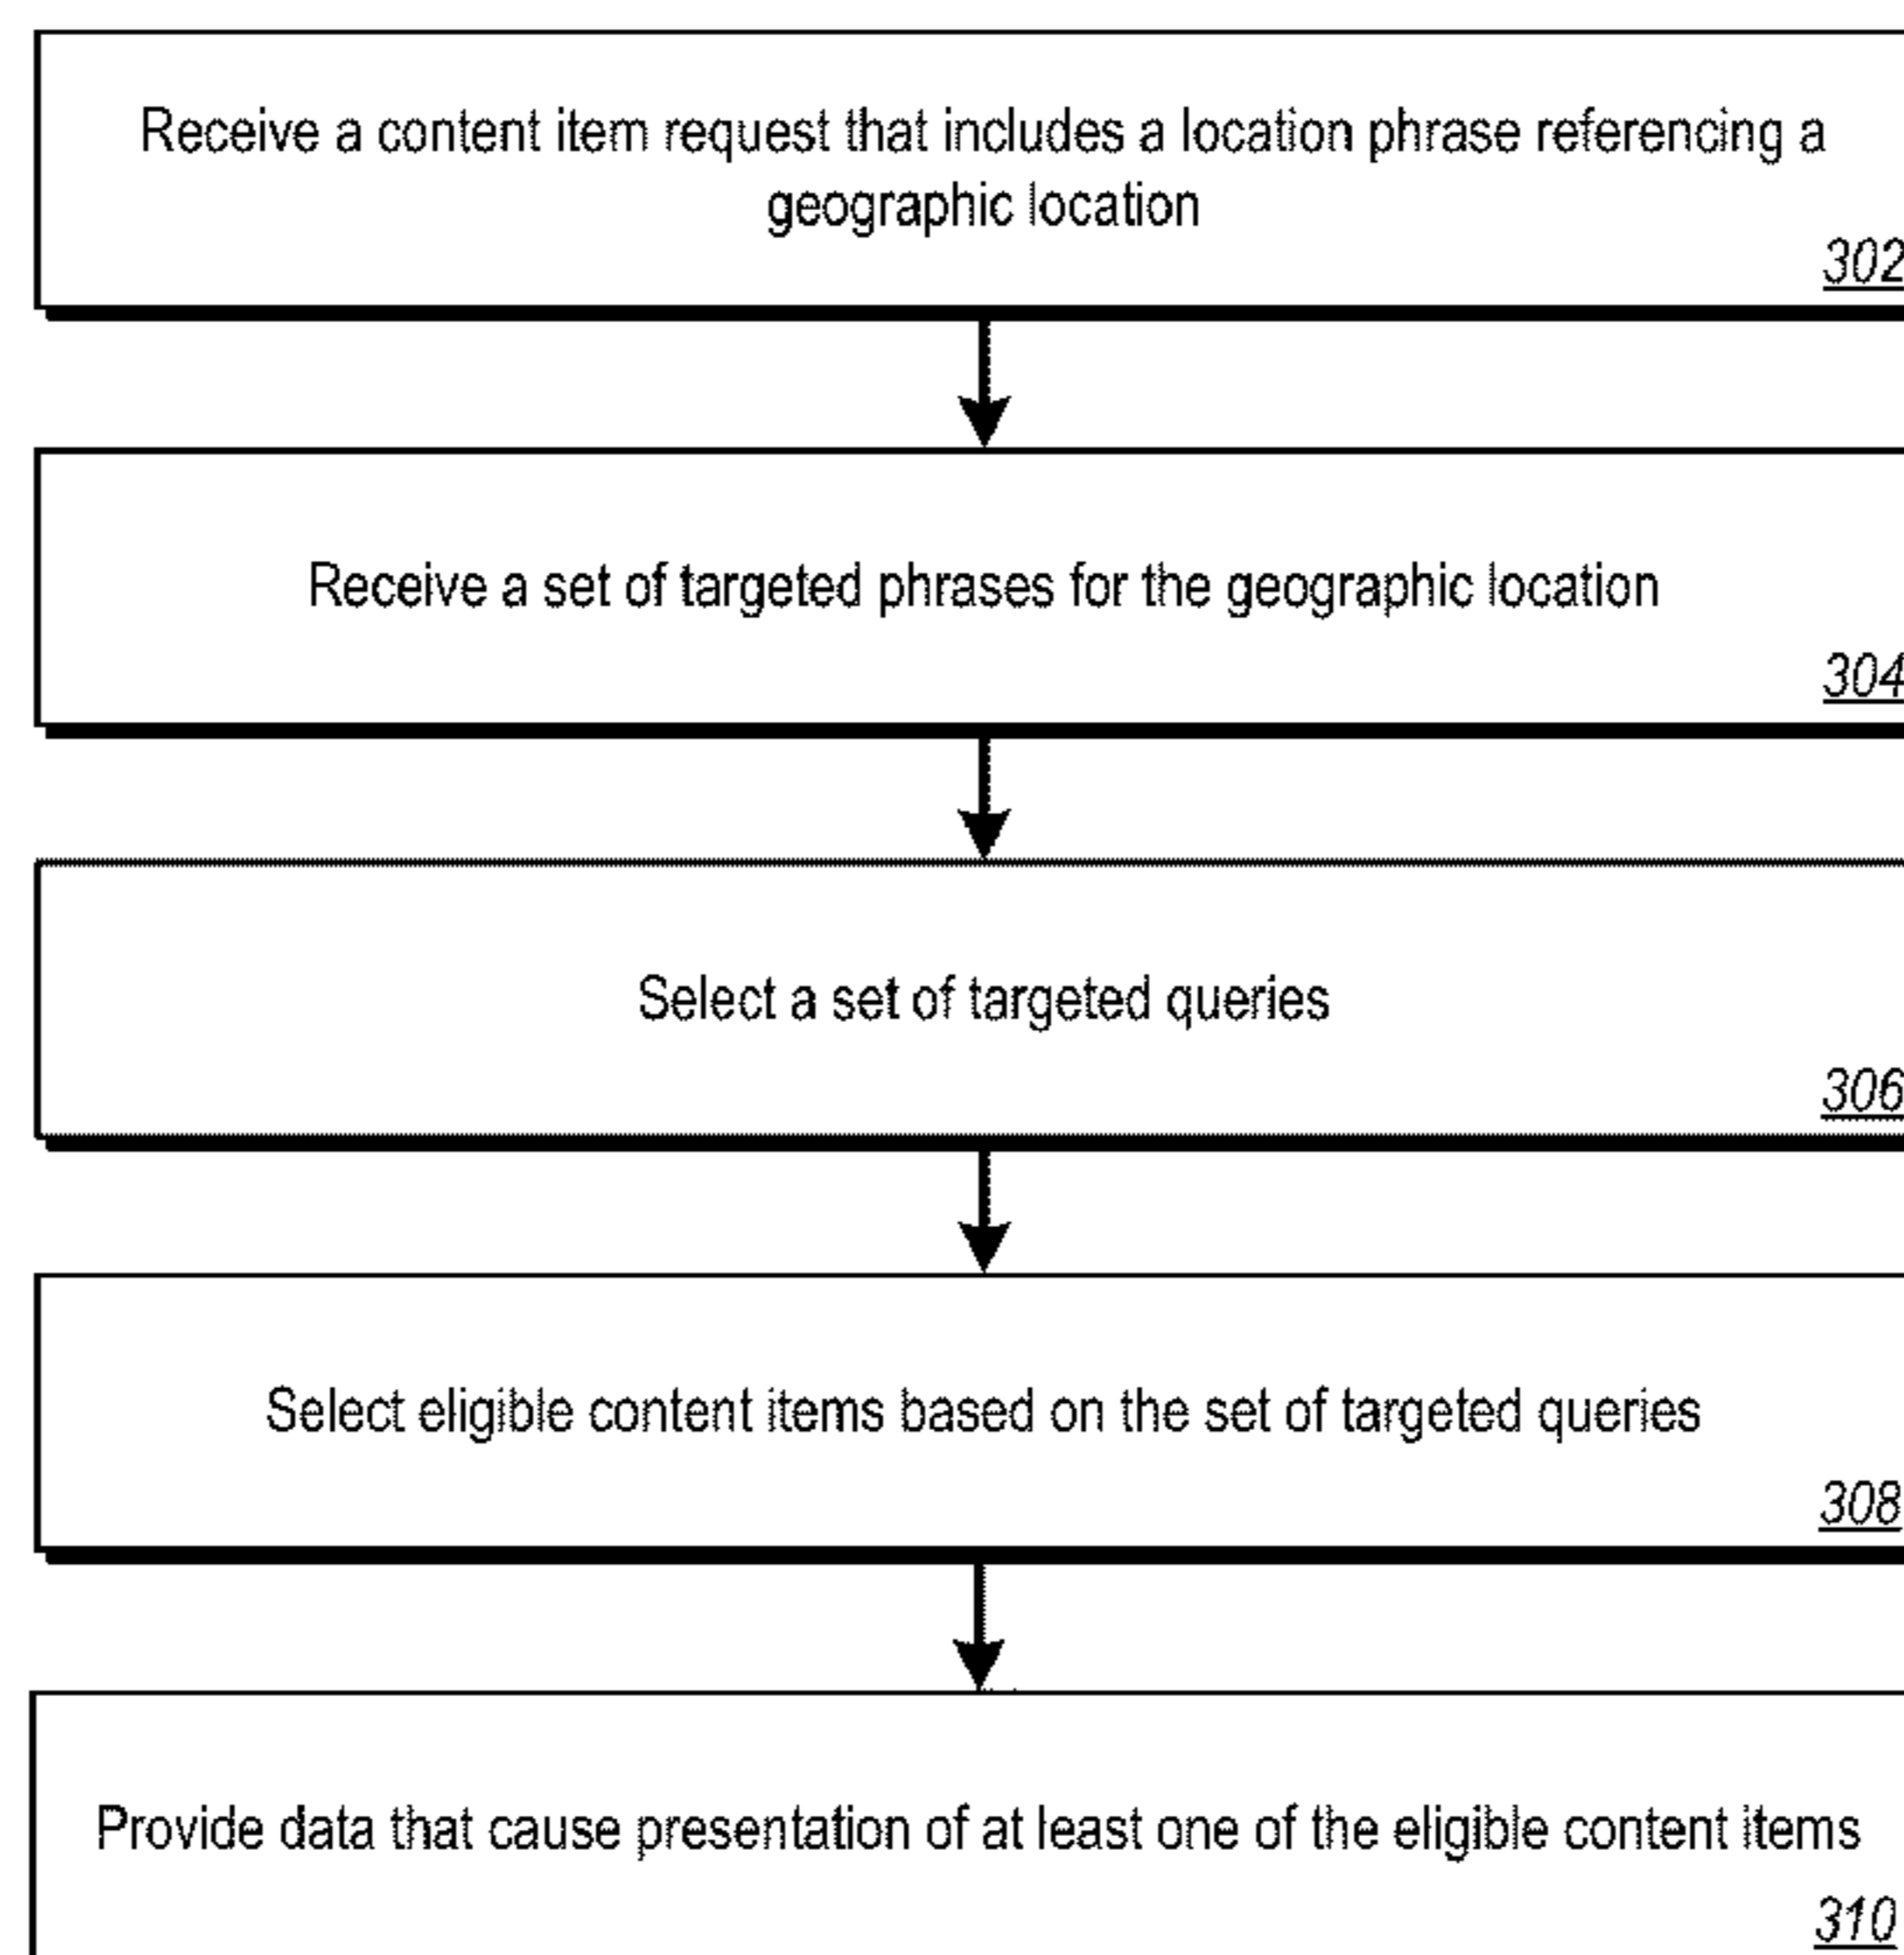 Receive a content item request that includes a location phrase referencing a
geographic location
302
Receive a set of targeted phrases for the geographic location
304
Select a set of targeted queries
306
Select eligible content items based on the set of targeted queries
308
Provide data that cause presentation of at least one of the eligible content items
310